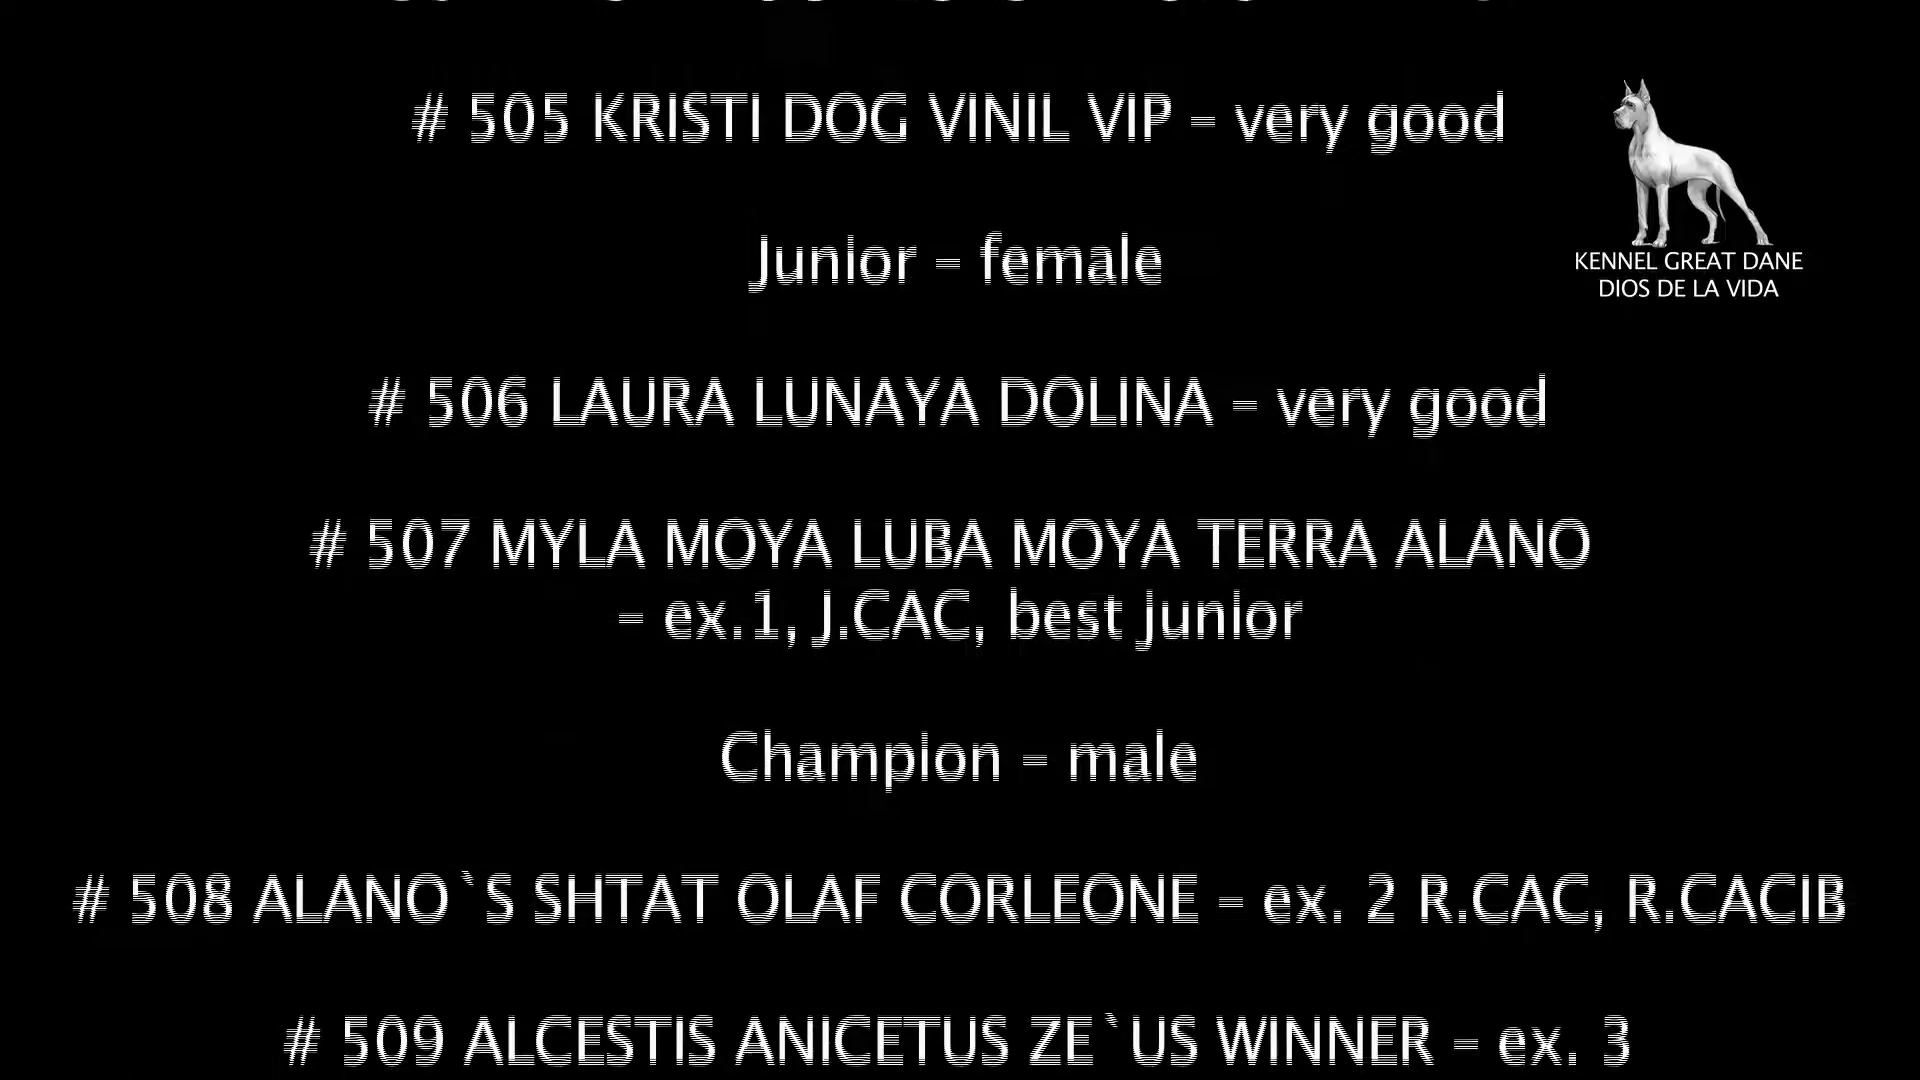 # 505 KRISTI DOG VINIL VIP – very good
Junior – female
# 506 LAURA LUNAYA DOLINA – very good
# 507 MYLA MOYA LUBA MOYA TERRA ALANO
– ex.1, J.CAC, best junior
Champion – male
# 508 ALANO`S SHTAT OLAF CORLEONE – ex. 2 R.CAC, R.CACIB
# 509 ALCESTIS ANICETUS ZE`US WINNER – ex. 3
KENNEL GREAT DANE
DIOS DE LA VIDA